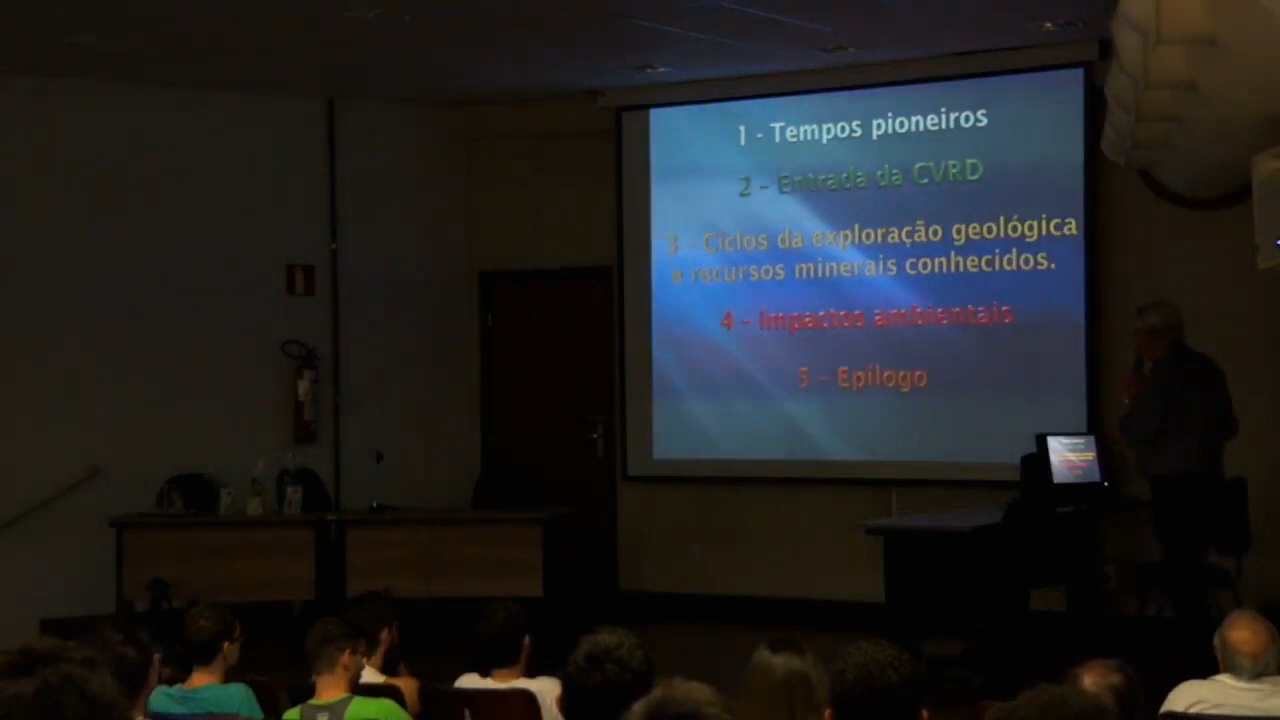 1 - Tempos pioneiros
2 - Entrada da CVRD
3 - Ciclos da exploração geológica
e recursos minerais conhecidos.
4 - Impactos ambientais
5 - Epílogo